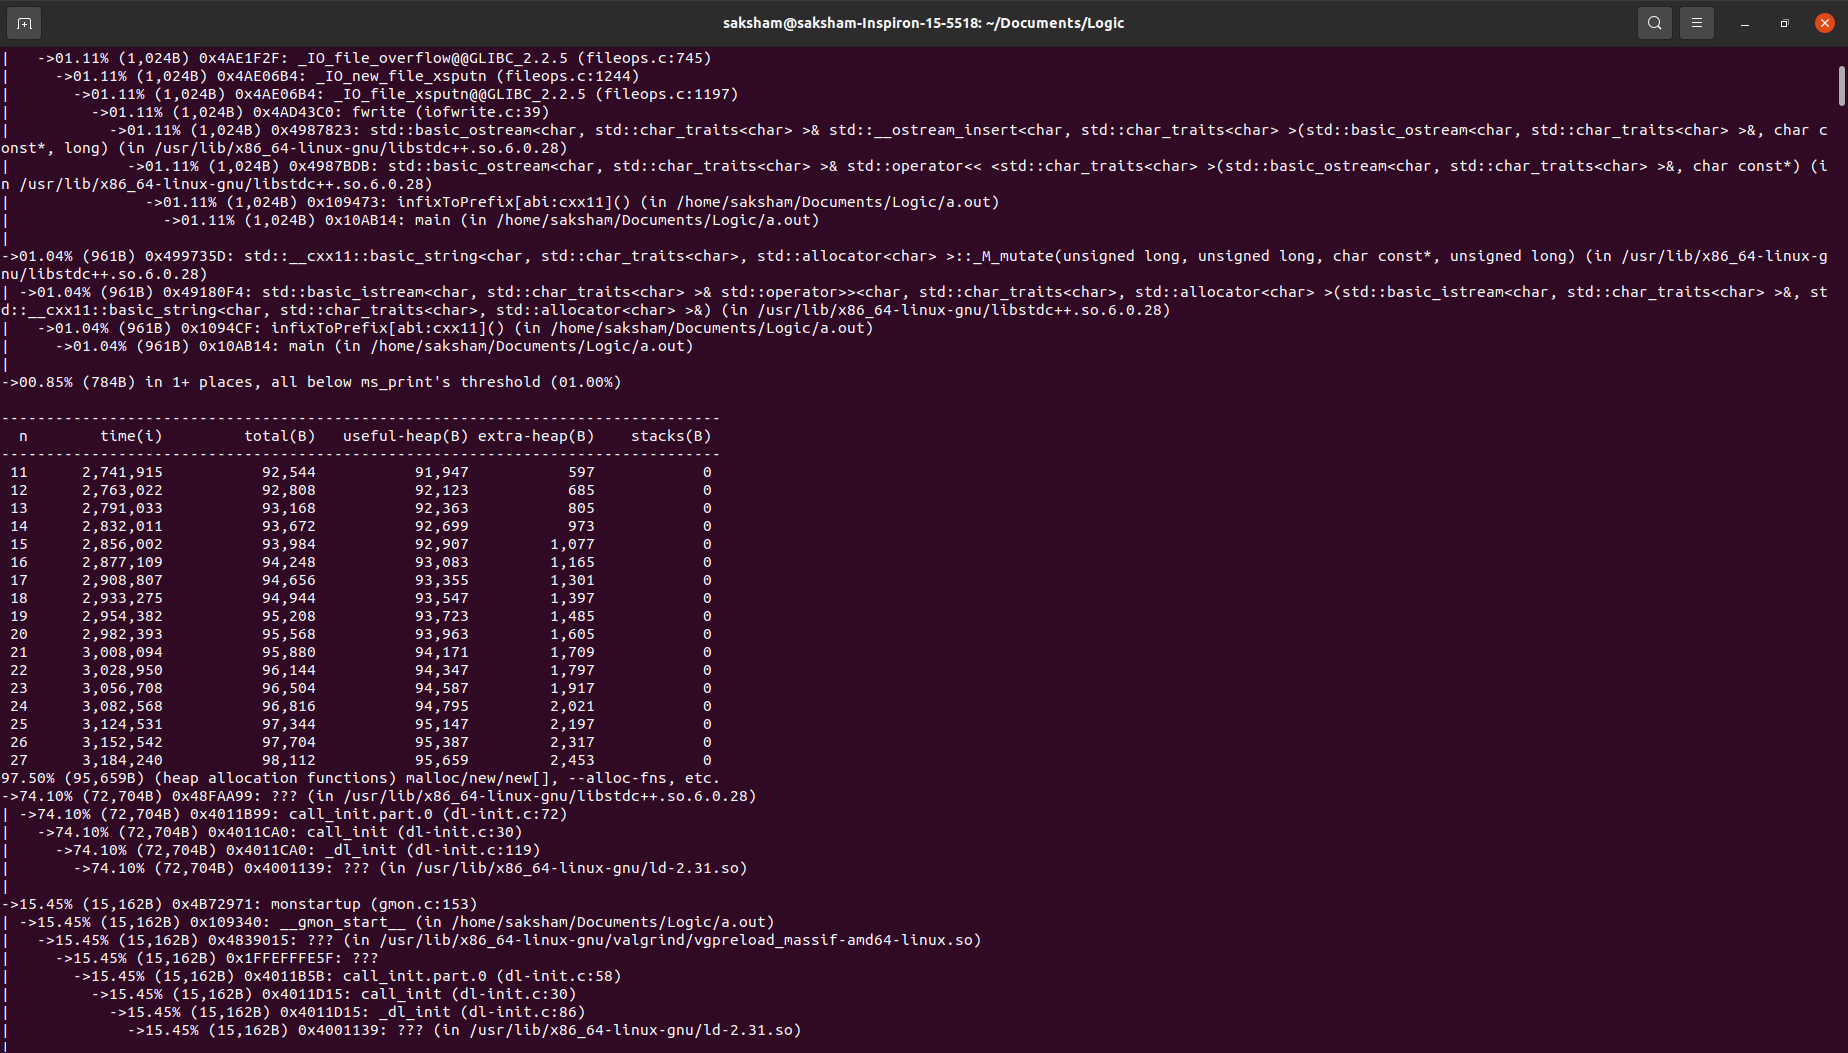 saksham@saksham-Inspiron-15-5518: ~/Documents/Logic
|   ->01.11% (1,024B) 0x4AE1F2F: _IO_file_overflow@@GLIBC_2.2.5 (fileops.c:745)
|     ->01.11% (1,024B) 0x4AE06B4: _IO_new_file_xsputn (fileops.c:1244)
|       ->01.11% (1,024B) 0x4AE06B4: _IO_file_xsputn@@GLIBC_2.2.5 (fileops.c:1197)
|         ->01.11% (1,024B) 0x4AD43C0: fwrite (iofwrite.c:39)
|           ->01.11% (1,024B) 0x4987823: std::basic_ostream<char, std::char_traits<char> >& std::__ostream_insert<char, std::char_traits<char> >(std::basic_ostream<char, std::char_traits<char> >&, char c
onst*, long) (in /usr/lib/x86_64-linux-gnu/libstdc++.so.6.0.28)
|             ->01.11% (1,024B) 0x4987BDB: std::basic_ostream<char, std::char_traits<char> >& std::operator<< <std::char_traits<char> >(std::basic_ostream<char, std::char_traits<char> >&, char const*) (i
n /usr/lib/x86_64-linux-gnu/libstdc++.so.6.0.28)
|               ->01.11% (1,024B) 0x109473: infixToPrefix[abi:cxx11]() (in /home/saksham/Documents/Logic/a.out)
|                 ->01.11% (1,024B) 0x10AB14: main (in /home/saksham/Documents/Logic/a.out)
|
->01.04% (961B) 0x499735D: std::__cxx11::basic_string<char, std::char_traits<char>, std::allocator<char> >::_M_mutate(unsigned long, unsigned long, char const*, unsigned long) (in /usr/lib/x86_64-linux-g
nu/libstdc++.so.6.0.28)
| ->01.04% (961B) 0x49180F4: std::basic_istream<char, std::char_traits<char> >& std::operator>><char, std::char_traits<char>, std::allocator<char> >(std::basic_istream<char, std::char_traits<char> >&, st
d::__cxx11::basic_string<char, std::char_traits<char>, std::allocator<char> >&) (in /usr/lib/x86_64-linux-gnu/libstdc++.so.6.0.28)
|   ->01.04% (961B) 0x1094CF: infixToPrefix[abi:cxx11]() (in /home/saksham/Documents/Logic/a.out)
|     ->01.04% (961B) 0x10AB14: main (in /home/saksham/Documents/Logic/a.out)
|
->00.85% (784B) in 1+ places, all below ms_print's threshold (01.00%)
--------------------------------------------------------------------------------
  n        time(i)         total(B)   useful-heap(B) extra-heap(B)    stacks(B)
--------------------------------------------------------------------------------
 11      2,741,915           92,544           91,947           597            0
 12      2,763,022           92,808           92,123           685            0
 13      2,791,033           93,168           92,363           805            0
 14      2,832,011           93,672           92,699           973            0
 15      2,856,002           93,984           92,907         1,077            0
 16      2,877,109           94,248           93,083         1,165            0
 17      2,908,807           94,656           93,355         1,301            0
 18      2,933,275           94,944           93,547         1,397            0
 19      2,954,382           95,208           93,723         1,485            0
 20      2,982,393           95,568           93,963         1,605            0
 21      3,008,094           95,880           94,171         1,709            0
 22      3,028,950           96,144           94,347         1,797            0
 23      3,056,708           96,504           94,587         1,917            0
 24      3,082,568           96,816           94,795         2,021            0
 25      3,124,531           97,344           95,147         2,197            0
 26      3,152,542           97,704           95,387         2,317            0
 27      3,184,240           98,112           95,659         2,453            0
97.50% (95,659B) (heap allocation functions) malloc/new/new[], --alloc-fns, etc.
->74.10% (72,704B) 0x48FAA99: ??? (in /usr/lib/x86_64-linux-gnu/libstdc++.so.6.0.28)
| ->74.10% (72,704B) 0x4011B99: call_init.part.0 (dl-init.c:72)
|   ->74.10% (72,704B) 0x4011CA0: call_init (dl-init.c:30)
|     ->74.10% (72,704B) 0x4011CA0: _dl_init (dl-init.c:119)
|       ->74.10% (72,704B) 0x4001139: ??? (in /usr/lib/x86_64-linux-gnu/ld-2.31.so)
|
->15.45% (15,162B) 0x4B72971: monstartup (gmon.c:153)
| ->15.45% (15,162B) 0x109340: __gmon_start__ (in /home/saksham/Documents/Logic/a.out)
|   ->15.45% (15,162B) 0x4839015: ??? (in /usr/lib/x86_64-linux-gnu/valgrind/vgpreload_massif-amd64-linux.so)
|     ->15.45% (15,162B) 0x1FFEFFFE5F: ???
|       ->15.45% (15,162B) 0x4011B5B: call_init.part.0 (dl-init.c:58)
|         ->15.45% (15,162B) 0x4011D15: call_init (dl-init.c:30)
|           ->15.45% (15,162B) 0x4011D15: _dl_init (dl-init.c:86)
|             ->15.45% (15,162B) 0x4001139: ??? (in /usr/lib/x86_64-linux-gnu/ld-2.31.so)
|